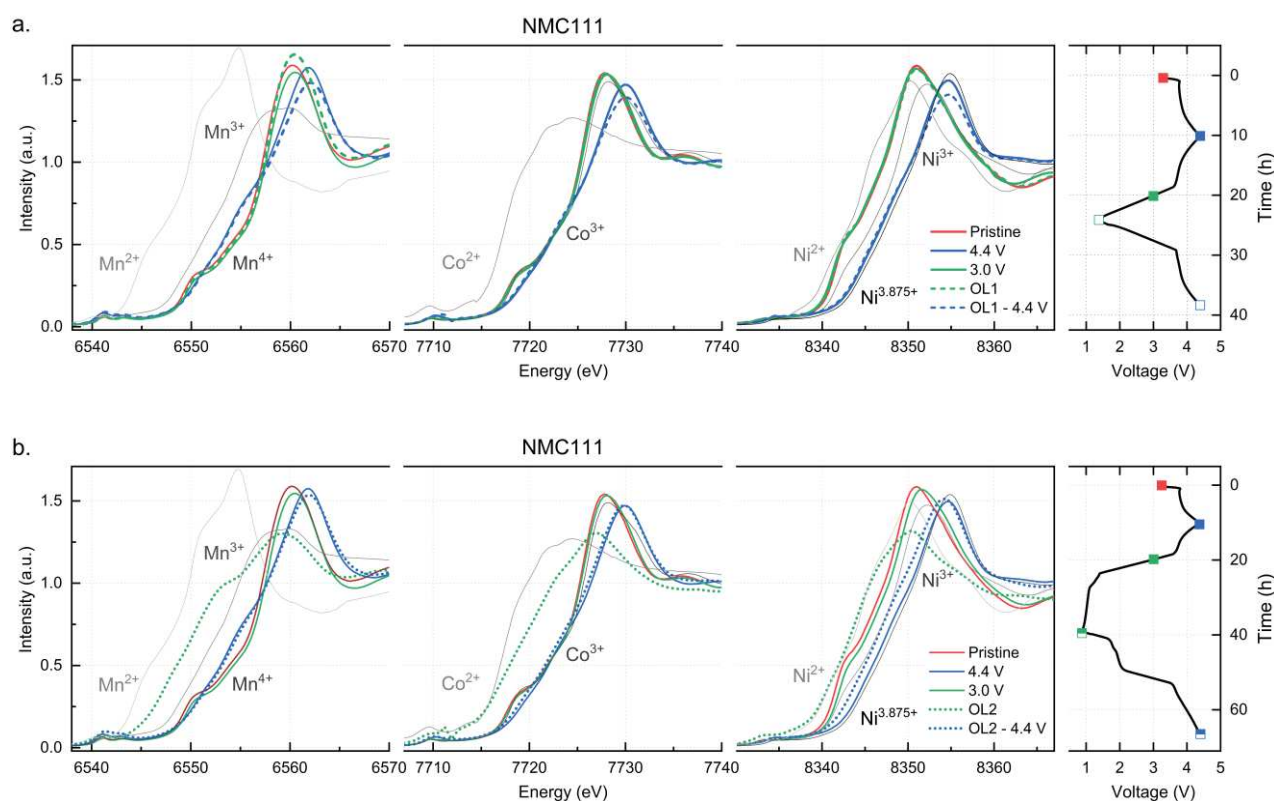 a.
NMC111
1.5
1.0
0.5
0.0
Intensity (a.u.)
Mn3+
Mn2+
Mn4+
Co2+
Co3+
Ni2+
Ni3+
Ni3.875+
Pristine
4.4 V
3.0 V
OL1
OL1 - 4.4 V
6540 6550 6560 6570
7710 7720 7730 7740
8340 8350 8360
Energy (eV)
Energy (eV)
0
10
20
30
40
Time (h)
1 2 3 4 5
Voltage (V)
b.
NMC111
1.5
1.0
0.5
0.0
Intensity (a.u.)
Mn3+
Mn2+
Mn4+
Co2+
Co3+
Ni2+
Ni3+
Ni3.875+
Pristine
4.4 V
3.0 V
OL2
OL2 - 4.4 V
6540 6550 6560 6570
7710 7720 7730 7740
8340 8350 8360
Energy (eV)
Energy (eV)
0
20
40
60
Time (h)
1 2 3 4 5
Voltage (V)